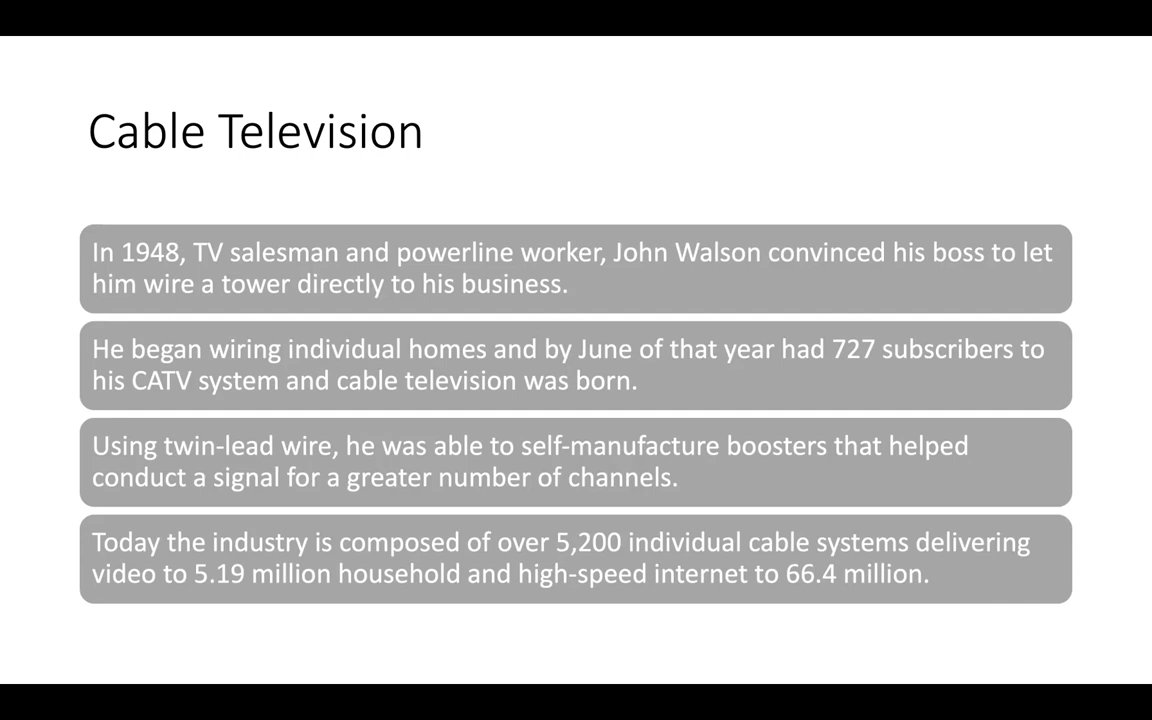 Cable Television
In 1948, TV salesman and powerline worker, John Walson convinced his boss to let
him wire a tower directly to his business.
He began wiring individual homes and by June of that year had 727 subscribers to
his CATV system and cable television was born.
Using twin-lead wire, he was able to self-manufacture boosters that helped
conduct a signal for a greater number of channels.
Today the industry is composed of over 5,200 individual cable systems delivering
video to 5.19 million household and high-speed internet to 66.4 million.